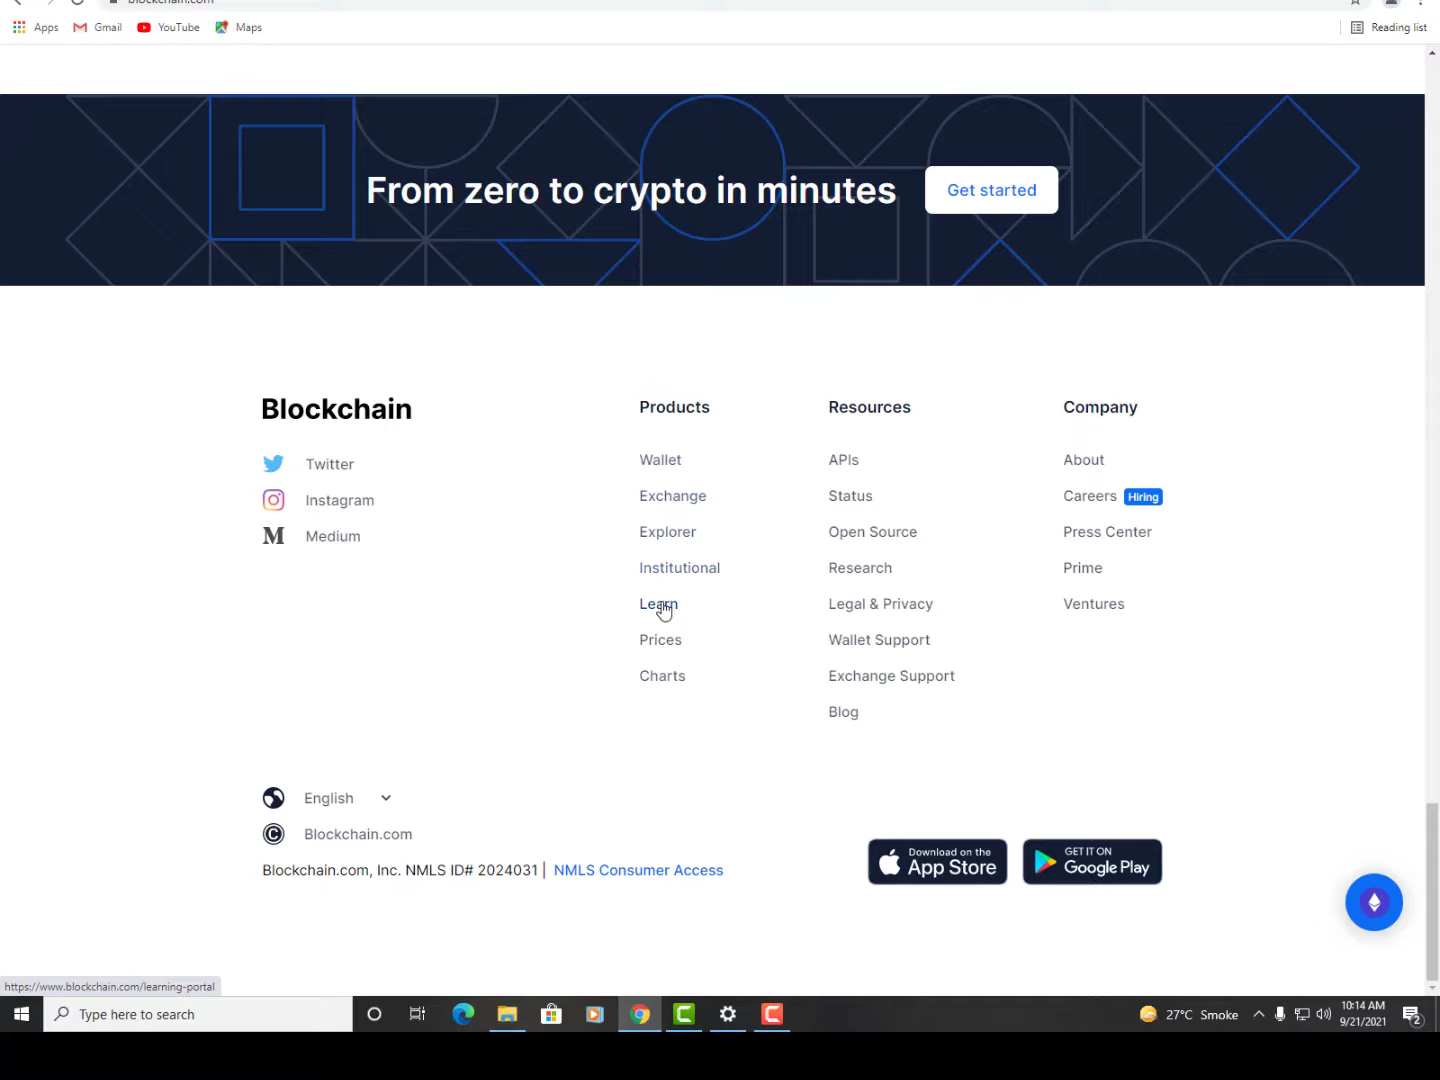 blockchain.com
Apps
Gmail
YouTube
Maps
Reading list
From zero to crypto in minutes
Get started
Blockchain
Twitter
Instagram
Medium
Products
Wallet
Exchange
Explorer
Institutional
Learn
Prices
Charts
Resources
APIs
Status
Open Source
Research
Legal & Privacy
Wallet Support
Exchange Support
Blog
Company
About
Careers Hiring
Press Center
Prime
Ventures
English
Blockchain.com
Blockchain.com, Inc. NMLS ID# 2024031 | NMLS Consumer Access
Download on the
App Store
GET IT ON
Google Play
https://www.blockchain.com/learning-portal
Type here to search
27°C Smoke
10:14 AM
9/21/2021
2